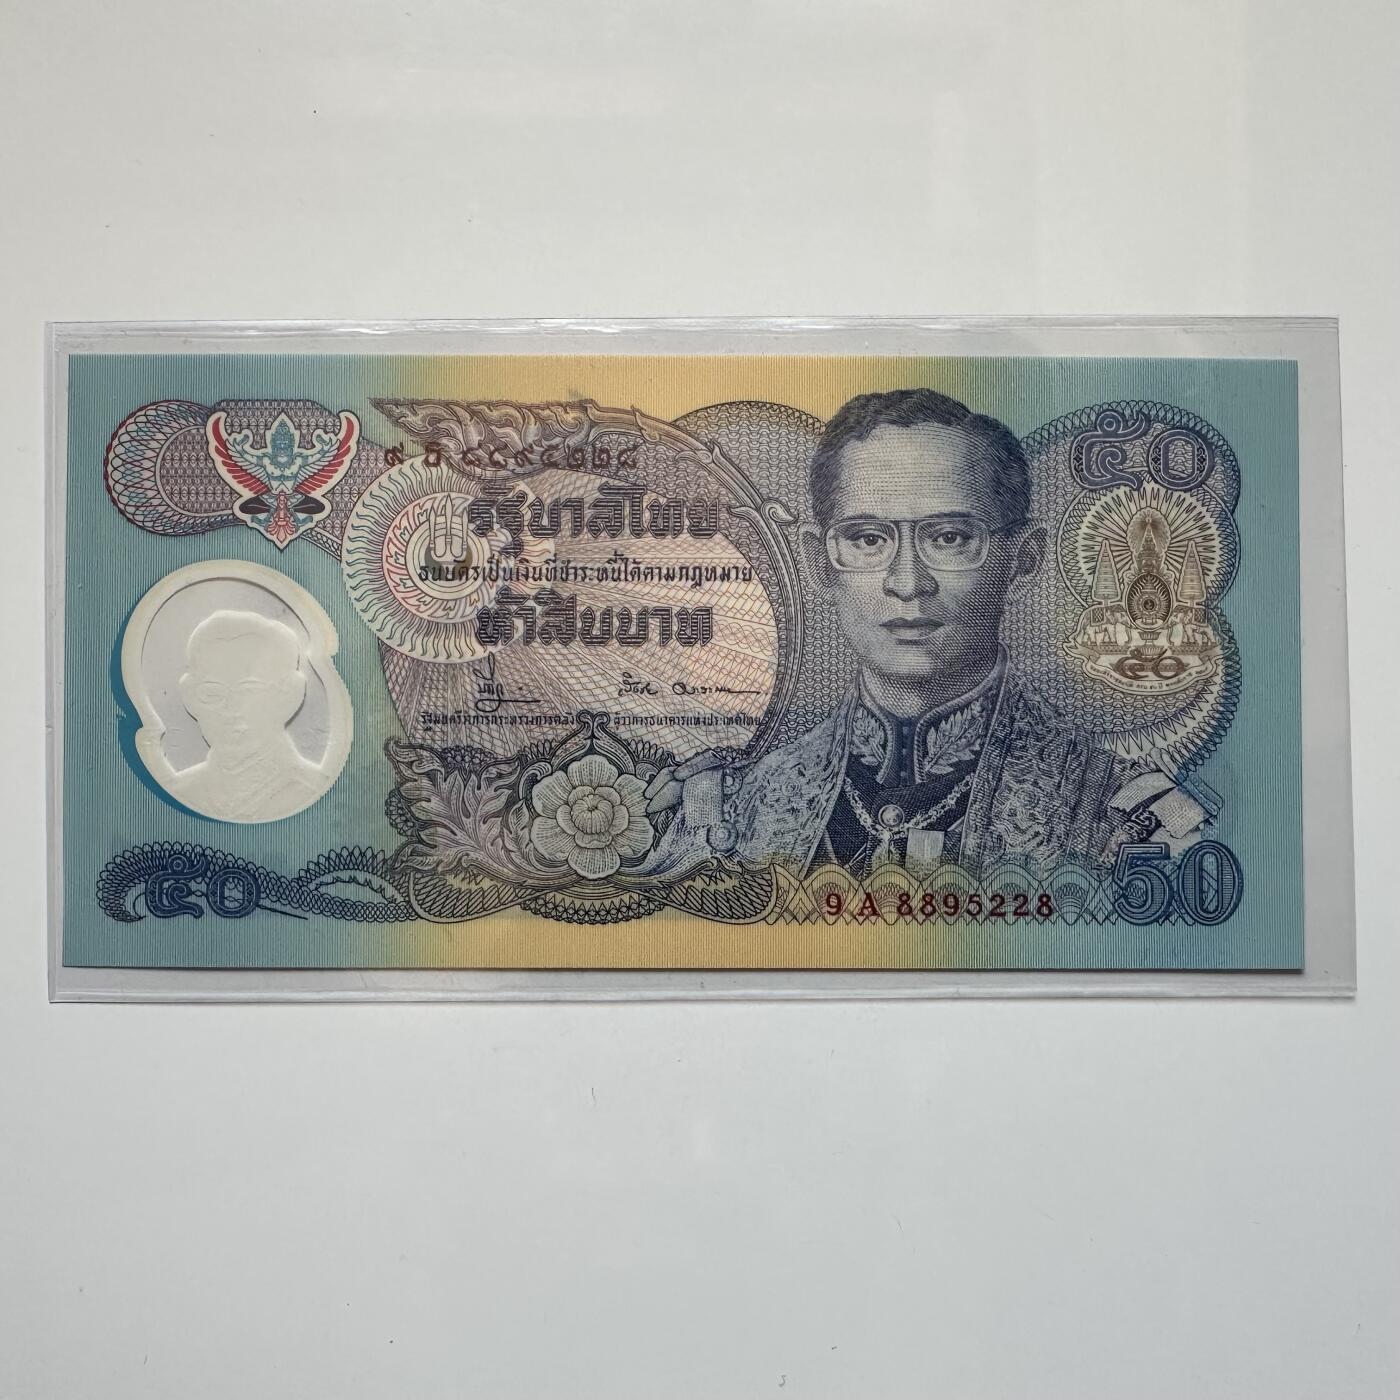 ๕๐
๙ ธ ๘๘๙๕๒๒๘
รัฐบาลไทย
ธนบัตรเป็นเงินที่ชำระหนี้ได้ตามกฎหมาย
ห้าสิบบาท
๕๐
รัฐมนตรีว่าการกระทรวงการคลัง ผู้ว่าการธนาคารแห่งประเทศไทย
๕๐
50
9 A 8895228